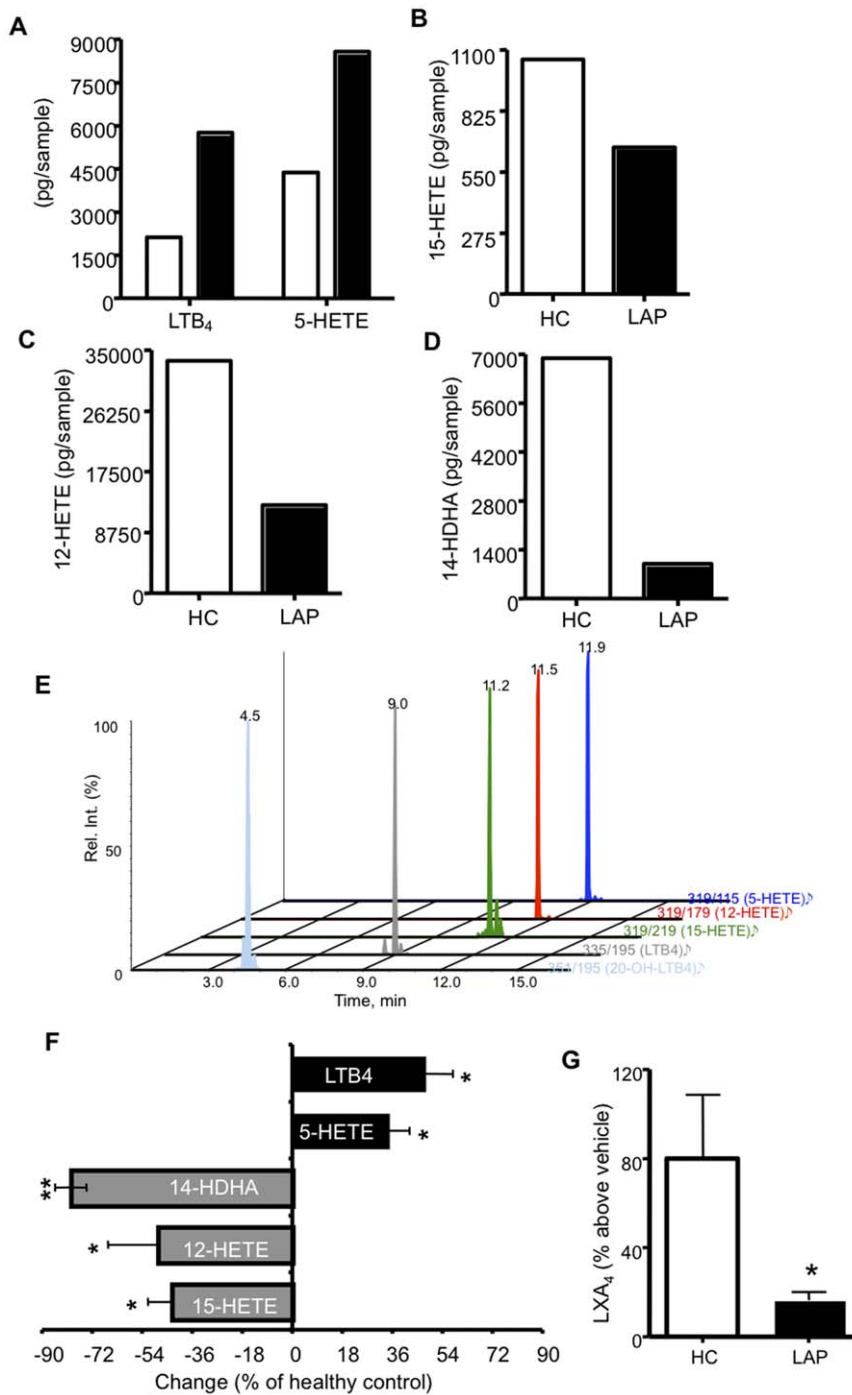 A
9000
7500
6000
4500
3000
1500
0
(pg/sample)
LTB4 5-HETE
B
1100
825
550
275
0
15-HETE (pg/sample)
HC LAP
C
35000
26250
17500
8750
0
12-HETE (pg/sample)
HC LAP
D
7000
5600
4200
2800
1400
0
14-HDHA (pg/sample)
HC LAP
E
100
50
0
Rel. Int. (%)
4.5
9.0
11.2
11.5
11.9
319/115 (5-HETE)♪
319/179 (12-HETE)♪
319/219 (15-HETE)♪
335/195 (LTB4)♪
351/195 (20-OH-LTB4)♪
3.0 6.0 9.0 12.0 15.0
Time, min
F
LTB4 *
5-HETE *
** 14-HDHA
* 12-HETE
* 15-HETE
-90 -72 -54 -36 -18 0 18 36 54 72 90
Change (% of healthy control)
G
120
80
40
0
LXA4 (% above vehicle)
*
HC LAP